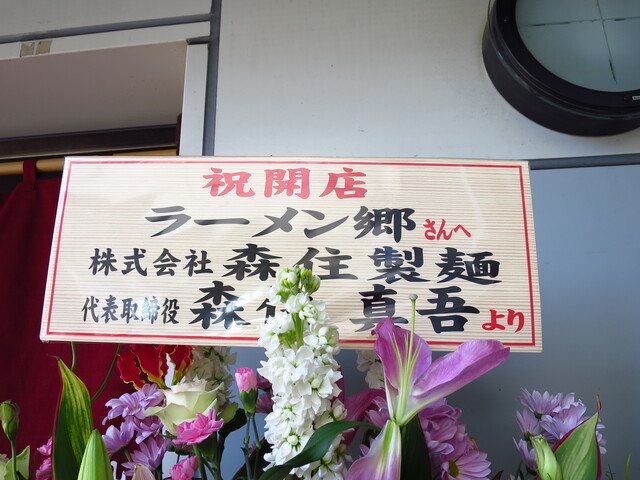 祝開店
ラーメン郷さんへ
株式会社 森住製麺
代表取締役 森住 真吾より